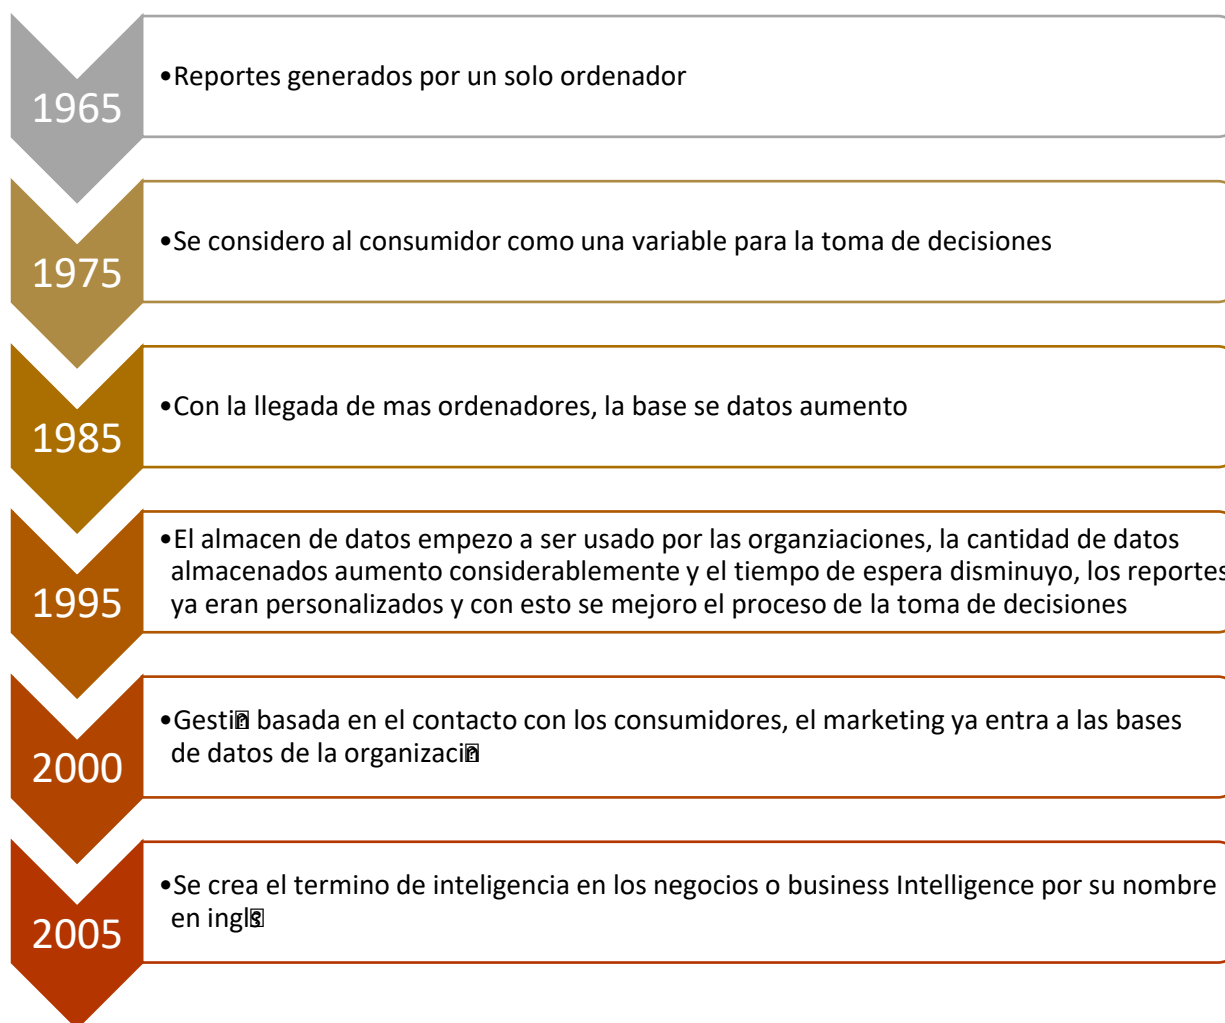 1965
•Reportes generados por un solo ordenador
1975
•Se considero al consumidor como una variable para la toma de decisiones
1985
•Con la llegada de mas ordenadores, la base se datos aumento
1995
•El almacen de datos empezo a ser usado por las organziaciones, la cantidad de datos
almacenados aumento considerablemente y el tiempo de espera disminuyo, los reportes
ya eran personalizados y con esto se mejoro el proceso de la toma de decisiones
2000
•Gesti� basada en el contacto con los consumidores, el marketing ya entra a las bases
de datos de la organizaci�
2005
•Se crea el termino de inteligencia en los negocios o business Intelligence por su nombre
en ingl�